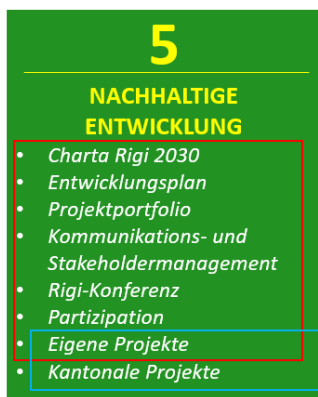 5
NACHHALTIGE
ENTWICKLUNG
• Charta Rigi 2030
• Entwicklungsplan
• Projektportfolio
• Kommunikations- und
Stakeholdermanagement
• Rigi-Konferenz
• Partizipation
• Eigene Projekte
• Kantonale Projekte